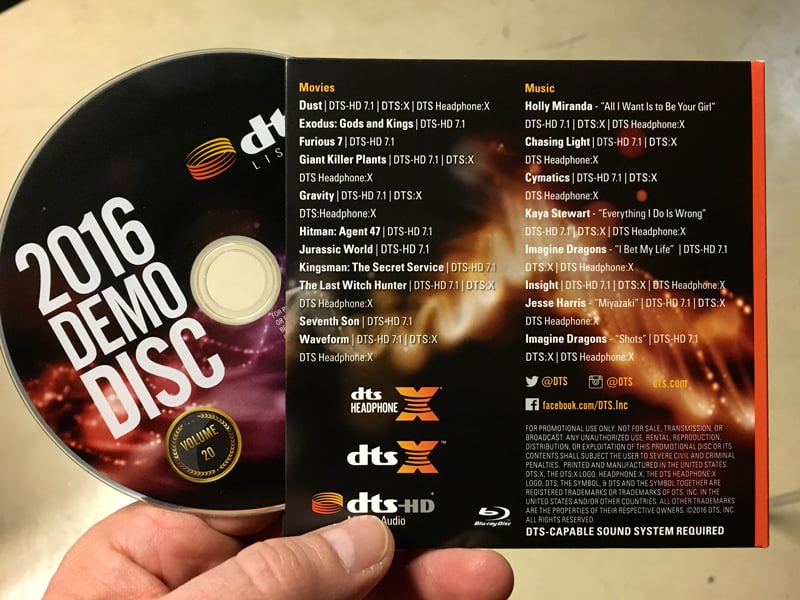 dts
LIS
2016
DEMO
DISC
VOLUME
20
Movies
Dust | DTS-HD 7.1 | DTS:X | DTS Headphone:X
Exodus: Gods and Kings | DTS-HD 7.1
Furious 7 | DTS-HD 7.1
Giant Killer Plants | DTS-HD 7.1 | DTS:X
DTS Headphone:X
Gravity | DTS-HD 7.1 | DTS:X
DTS:Headphone:X
Hitman: Agent 47 | DTS-HD 7.1
Jurassic World | DTS-HD 7.1
Kingsman: The Secret Service | DTS-HD 7.1
The Last Witch Hunter | DTS-HD 7.1 | DTS:X
DTS Headphone:X
Seventh Son | DTS-HD 7.1
Waveform | DTS-HD 7.1 | DTS:X
DTS Headphone:X
dts
HEADPHONE X
dts X™
dts-HD
Audio
Blu-ray Disc
Music
Holly Miranda - "All I Want Is to Be Your Girl"
DTS-HD 7.1 | DTS:X | DTS Headphone:X
Chasing Light | DTS-HD 7.1 | DTS:X
DTS Headphone:X
Cymatics | DTS-HD 7.1 | DTS:X
DTS Headphone:X
Kaya Stewart - "Everything I Do Is Wrong"
DTS-HD 7.1 | DTS:X | DTS Headphone:X
Imagine Dragons - "I Bet My Life" | DTS-HD 7.1
DTS:X | DTS Headphone:X
Insight | DTS-HD 7.1 | DTS:X | DTS Headphone:X
Jesse Harris - "Miyazaki" | DTS-HD 7.1 | DTS:X
DTS Headphone:X
Imagine Dragons - "Shots" | DTS-HD 7.1
DTS:X | DTS Headphone:X
@DTS @DTS dts.com
facebook.com/DTS.Inc
FOR PROMOTIONAL USE ONLY. NOT FOR SALE, TRANSMISSION, OR
BROADCAST. ANY UNAUTHORIZED USE, RENTAL, REPRODUCTION,
DISTRIBUTION, OR EXPLOITATION OF THIS PROMOTIONAL DISC OR ITS
CONTENTS SHALL SUBJECT THE USER TO SEVERE CIVIL AND CRIMINAL
PENALTIES. PRINTED AND MANUFACTURED IN THE UNITED STATES.
DTS:X, THE DTS:X LOGO, HEADPHONE:X, THE DTS HEADPHONE:X
LOGO, DTS, THE SYMBOL, & DTS AND THE SYMBOL TOGETHER ARE
REGISTERED TRADEMARKS OR TRADEMARKS OF DTS, INC. IN THE
UNITED STATES AND/OR OTHER COUNTRIES. ALL OTHER TRADEMARKS
ARE THE PROPERTIES OF THEIR RESPECTIVE OWNERS. ©2016 DTS, INC.
ALL RIGHTS RESERVED.
DTS-CAPABLE SOUND SYSTEM REQUIRED